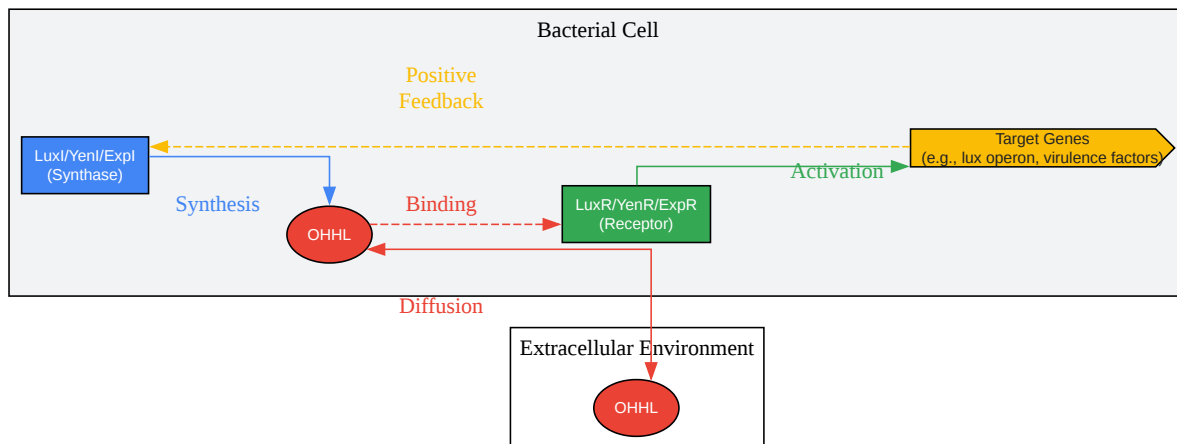 Bacterial Cell
Positive
Feedback
LuxI/YenI/ExpI
(Synthase)
Target Genes
(e.g., lux operon, virulence factors)
Activation
Synthesis
Binding
LuxR/YenR/ExpR
(Receptor)
OHHL
Diffusion
Extracellular Environment
OHHL